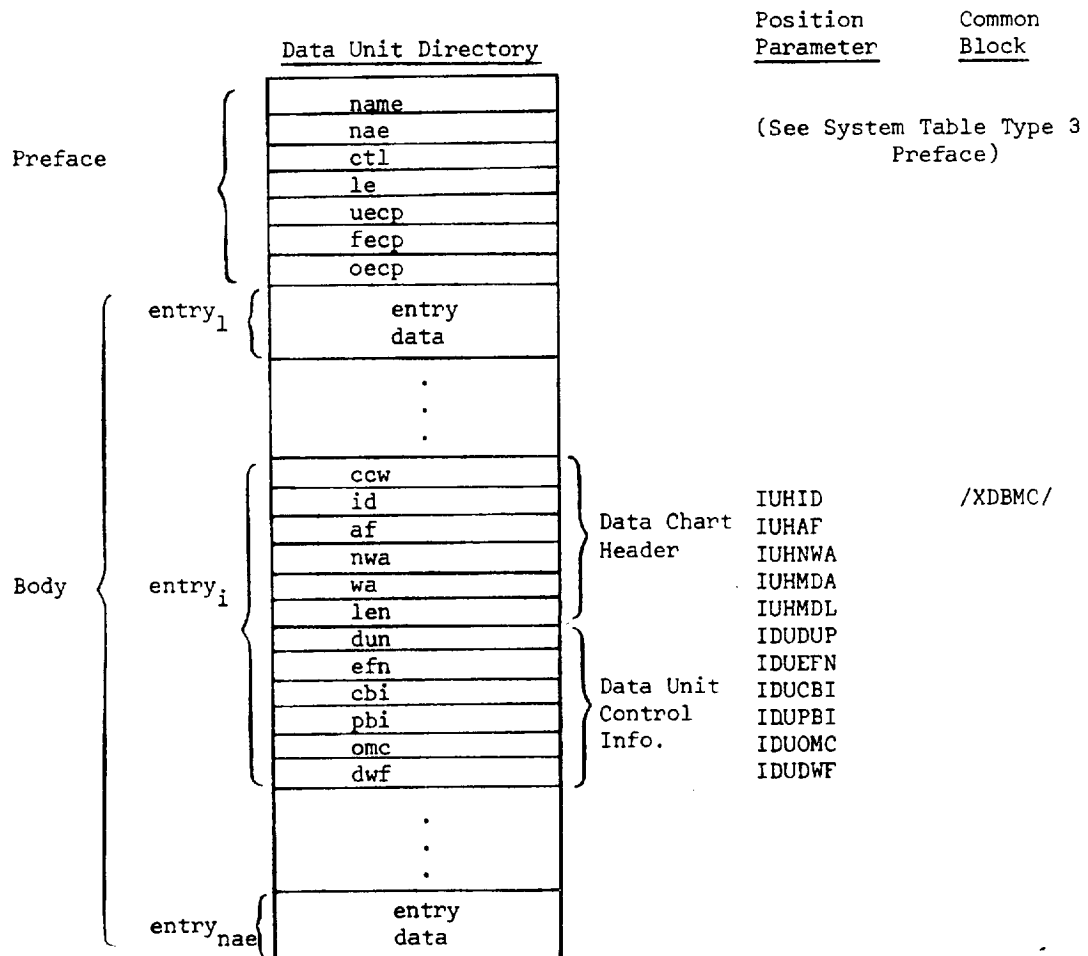 Position Common
Data Unit Directory Parameter Block
name
nae (See System Table Type 3
Preface ctl Preface)
le
uecp
fecp
oecp
entry1 entry
data
.
.
.
ccw
id IUHID /XDBMC/
af Data Chart IUHAF
nwa Header IUHNWA
Body entryi wa IUHMDA
len IUHMDL
dun IDUDUP
efn IDUEFN
cbi Data Unit IDUCBI
pbi Control IDUPBI
omc Info. IDUOMC
dwf IDUDWF
.
.
.
entrynae entry
data